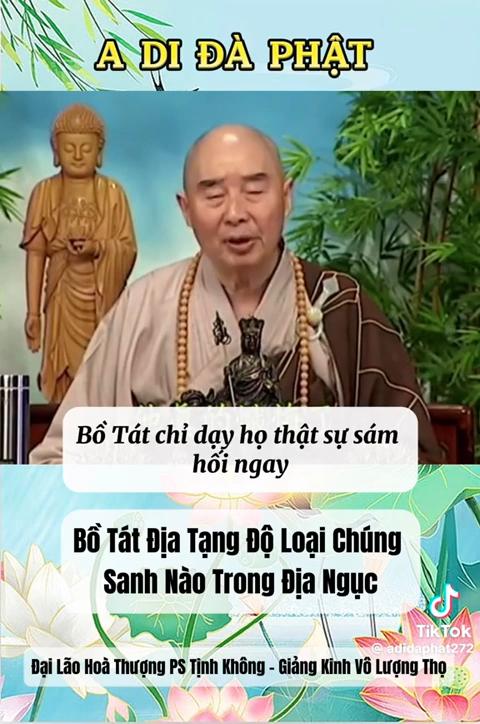 A DI ĐÀ PHẬT
Bồ Tát chỉ dạy họ thật sự sám
hối ngay
Bồ Tát Địa Tạng Độ Loại Chúng
Sanh Nào Trong Địa Ngục
TikTok
@adidaphat272
Đại Lão Hoà Thượng PS Tịnh Không - Giảng Kinh Vô Lượng Thọ